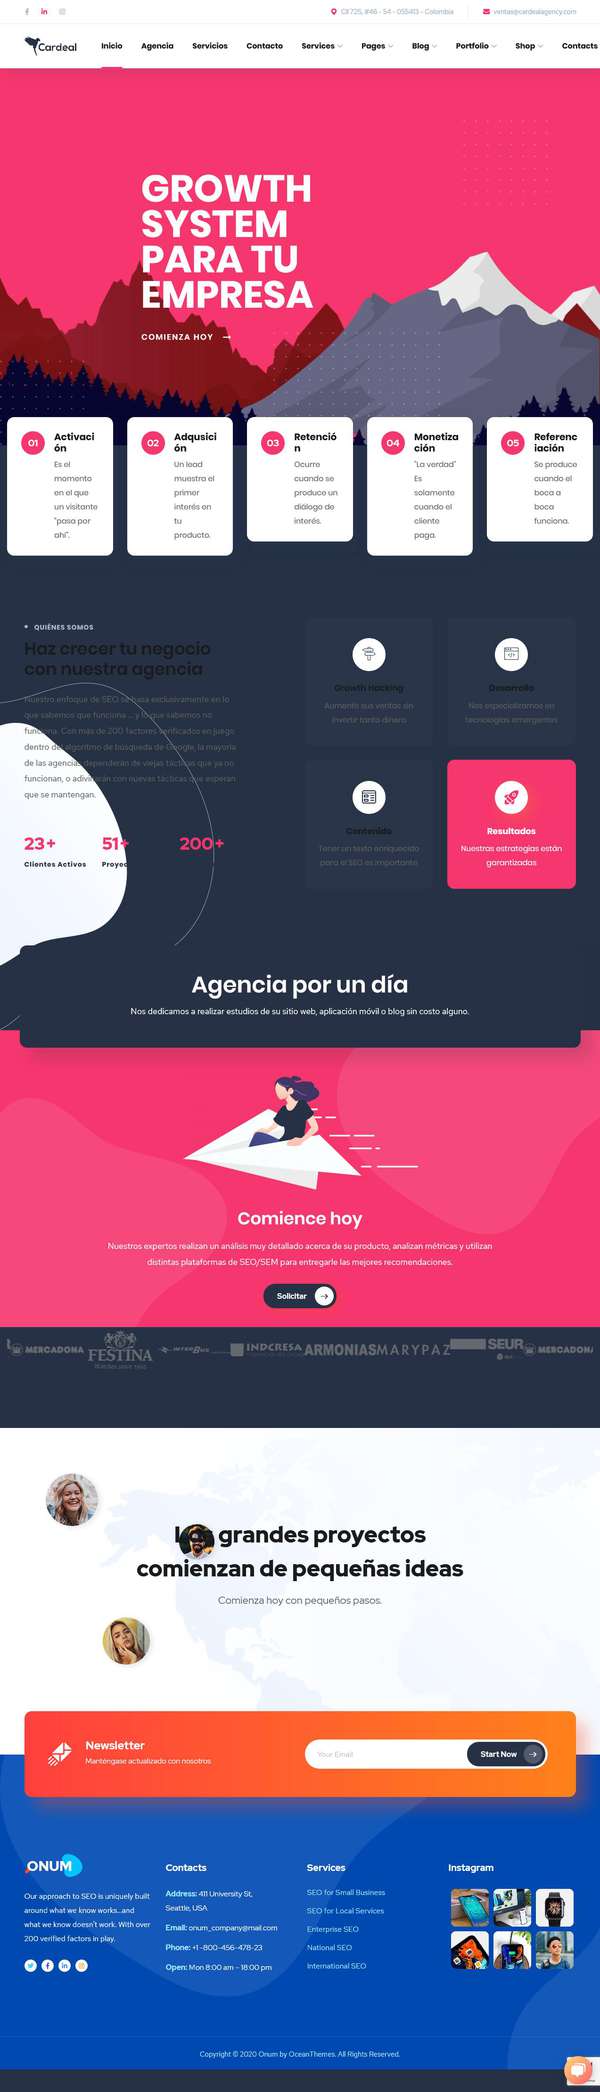 Cll 725, #46 - 54 - 055413 - Colombia
ventas@cardealagency.com
Cardeal
Inicio Agencia Servicios Contacto Services Pages Blog Portfolio Shop Contacts
GROWTH
SYSTEM
PARA TU
EMPRESA
COMIENZA HOY
01
Activaci
ón
Es el
momento
en el que
un visitante
"pasa por
ahí".
02
Adqusici
ón
Un lead
muestra el
primer
interés en
tu
producto.
03
Retenció
n
Ocurre
cuando se
produce un
diálogo de
interés.
04
Monetiza
ción
"La verdad"
Es
solamente
cuando el
cliente
paga.
05
Referenc
iación
Se produce
cuando el
boca a
boca
funciona.
QUIÉNES SOMOS
Haz crecer tu negocio
con nuestra agencia
Nuestro enfoque de SEO se basa exclusivamente en lo
que sabemos que funciona ... y lo que sabemos no
funciona. Con más de 200 factores verificados en juego
dentro del algoritmo de búsqueda de Google, la mayoría
de las agencias dependerán de viejas tácticas que ya no
funcionan, o adivinarán con nuevas tácticas que esperan
que se mantengan.
23+
Clientes Activos
51+
200+
Growth Hacking
Aumente sus ventas sin
invertir tanto dinero
Desarrollo
Nos especializamos en
tecnologías emergentes
Contenido
Tener un texto enriquecido
para el SEO es importante
Resultados
Nuestras estrategias están
garantizadas
Agencia por un día
Nos dedicamos a realizar estudios de su sitio web, aplicación móvil o blog sin costo alguno.
Comience hoy
Nuestros expertos realizan un análisis muy detallado acerca de su producto, analizan métricas y utilizan
distintas plataformas de SEO/SEM para entregarle las mejores recomendaciones.
Solicitar
MERCADONA FESTINA INTERBUS INDCRESA ARMONIAS MARYPAZ SEUR MERCADONA
grandes proyectos
comienzan de pequeñas ideas
Comienza hoy con pequeños pasos.
Newsletter
Manténgase actualizado con nosotros
Your Email
Start Now
ONUM
Our approach to SEO is uniquely built
around what we know works...and
what we know doesn't work. With over
200 verified factors in play.
Contacts
Address: 411 University St,
Seattle, USA
Email: onum_company@mail.com
Phone: +1 -800-456-478-23
Open: Mon 8:00 am - 18:00 pm
Services
SEO for Small Business
SEO for Local Services
Enterprise SEO
National SEO
International SEO
Instagram
Copyright © 2020 Onum by OceanThemes. All Rights Reserved.